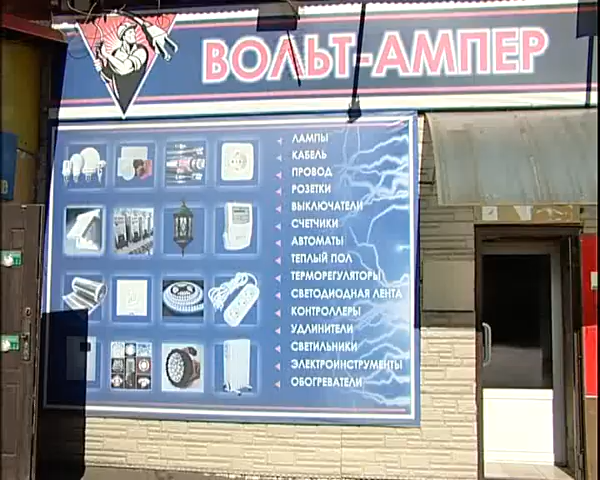 ВОЛЬТ-АМПЕР
ЛАМПЫ
КАБЕЛЬ
ПРОВОД
РОЗЕТКИ
ВЫКЛЮЧАТЕЛИ
СЧЕТЧИКИ
АВТОМАТЫ
ТЕПЛЫЙ ПОЛ
ТЕРМОРЕГУЛЯТОРЫ
СВЕТОДИОДНАЯ ЛЕНТА
КОНТРОЛЛЕРЫ
УДЛИНИТЕЛИ
СВЕТИЛЬНИКИ
ЭЛЕКТРОИНСТРУМЕНТЫ
ОБОГРЕВАТЕЛИ